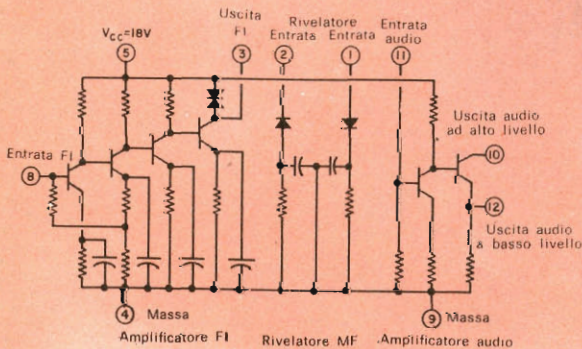 Uscita
FI
Rivelatore
Entrata Entrata
Entrata
audio
Vcc=18V
5
3
2
1
11
Entrata FI
8
Uscita audio
ad alto livello
10
12
Uscita audio
a basso livello
4 Massa
9 Massa
Amplificatore FI
Rivelatore MF
Amplificatore audio